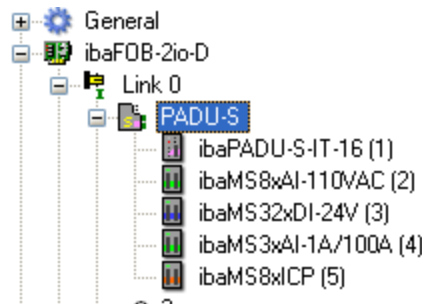 General
ibaFOB-2io-D
Link 0
PADU-S
ibaPADU-S-IT-16 (1)
ibaMS8xAI-110VAC (2)
ibaMS32xDI-24V (3)
ibaMS3xAI-1A/100A (4)
ibaMS8xICP (5)